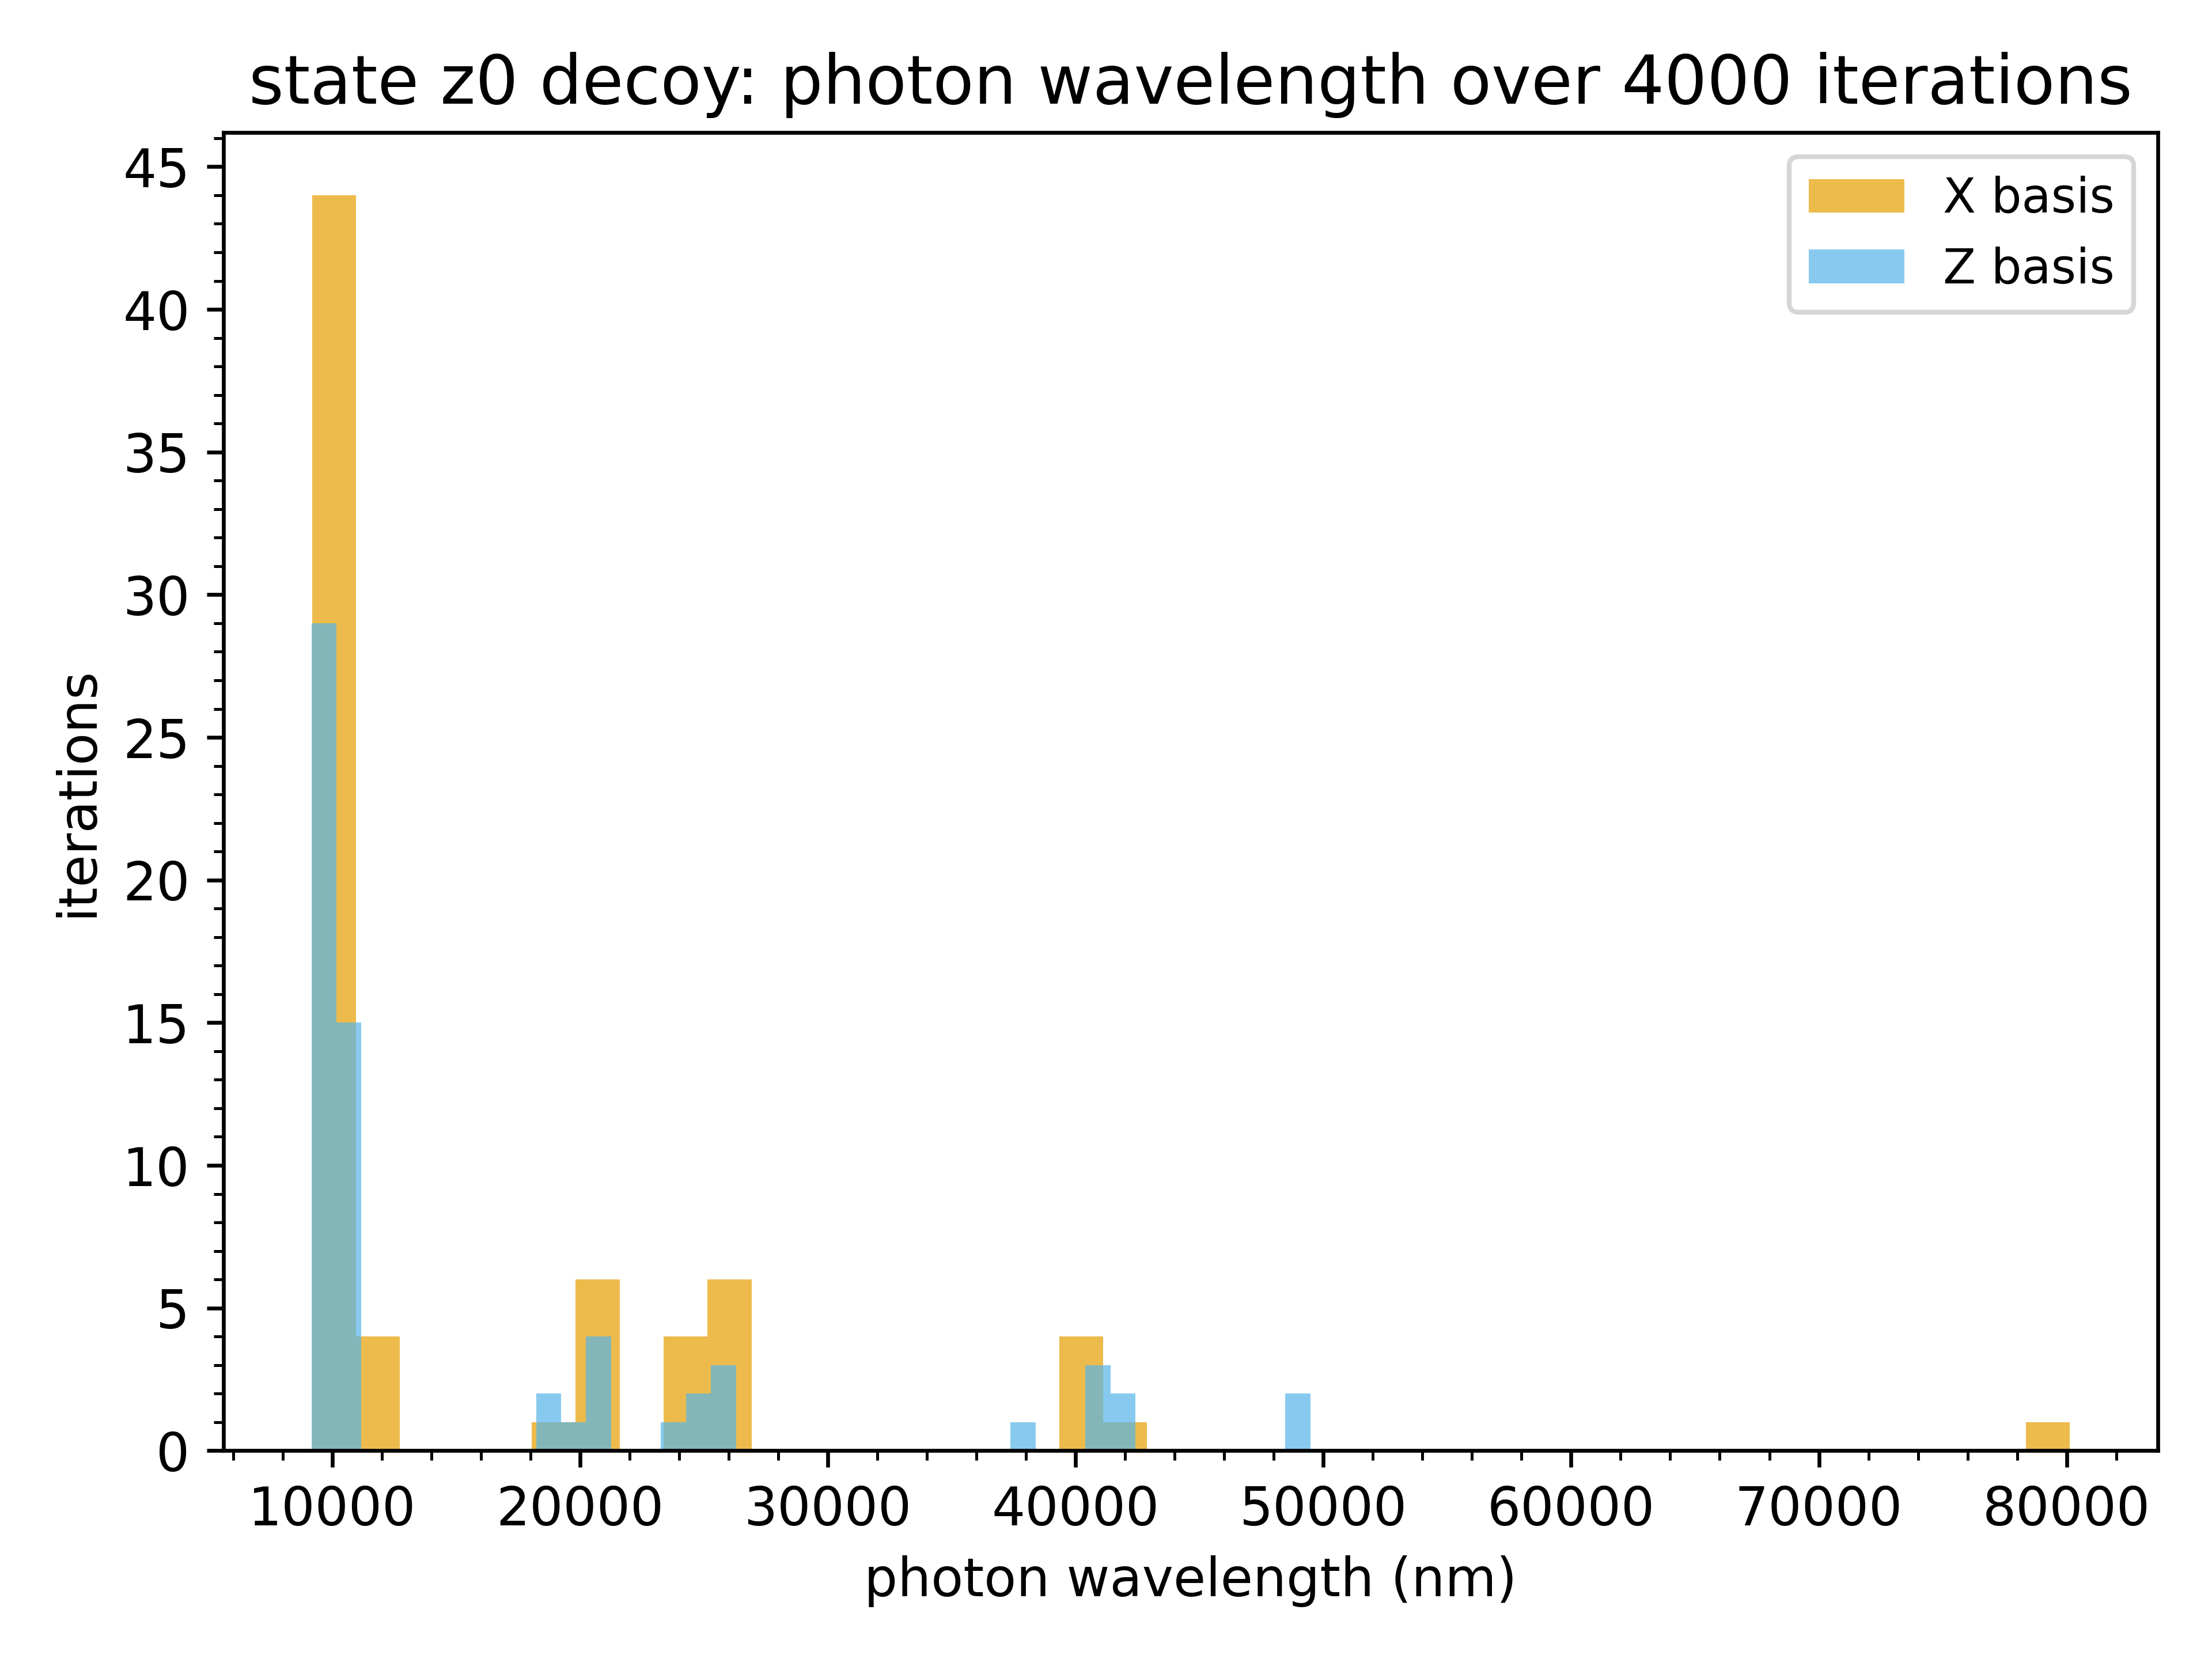 state z0 decoy: photon wavelength over 4000 iterations
X basis
Z basis
45
40
35
30
25
20
15
10
5
0
iterations
10000 20000 30000 40000 50000 60000 70000 80000
photon wavelength (nm)